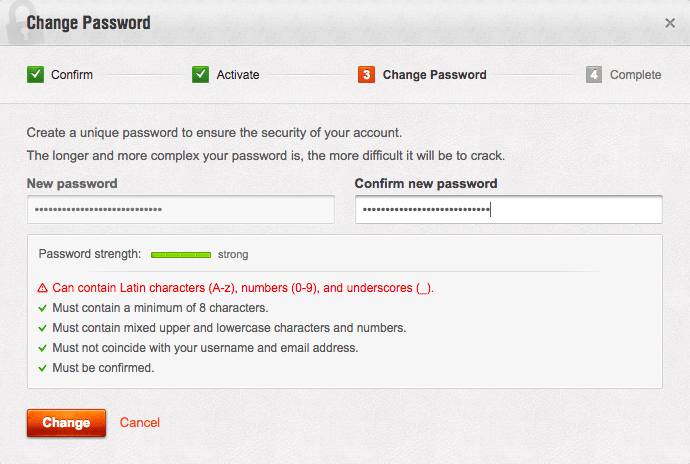 Change Password
Confirm
Activate
3 Change Password
4 Complete
Create a unique password to ensure the security of your account.
The longer and more complex your password is, the more difficult it will be to crack.
New password
Confirm new password
Password strength: strong
Can contain Latin characters (A-z), numbers (0-9), and underscores (_).
Must contain a minimum of 8 characters.
Must contain mixed upper and lowercase characters and numbers.
Must not coincide with your username and email address.
Must be confirmed.
Change Cancel